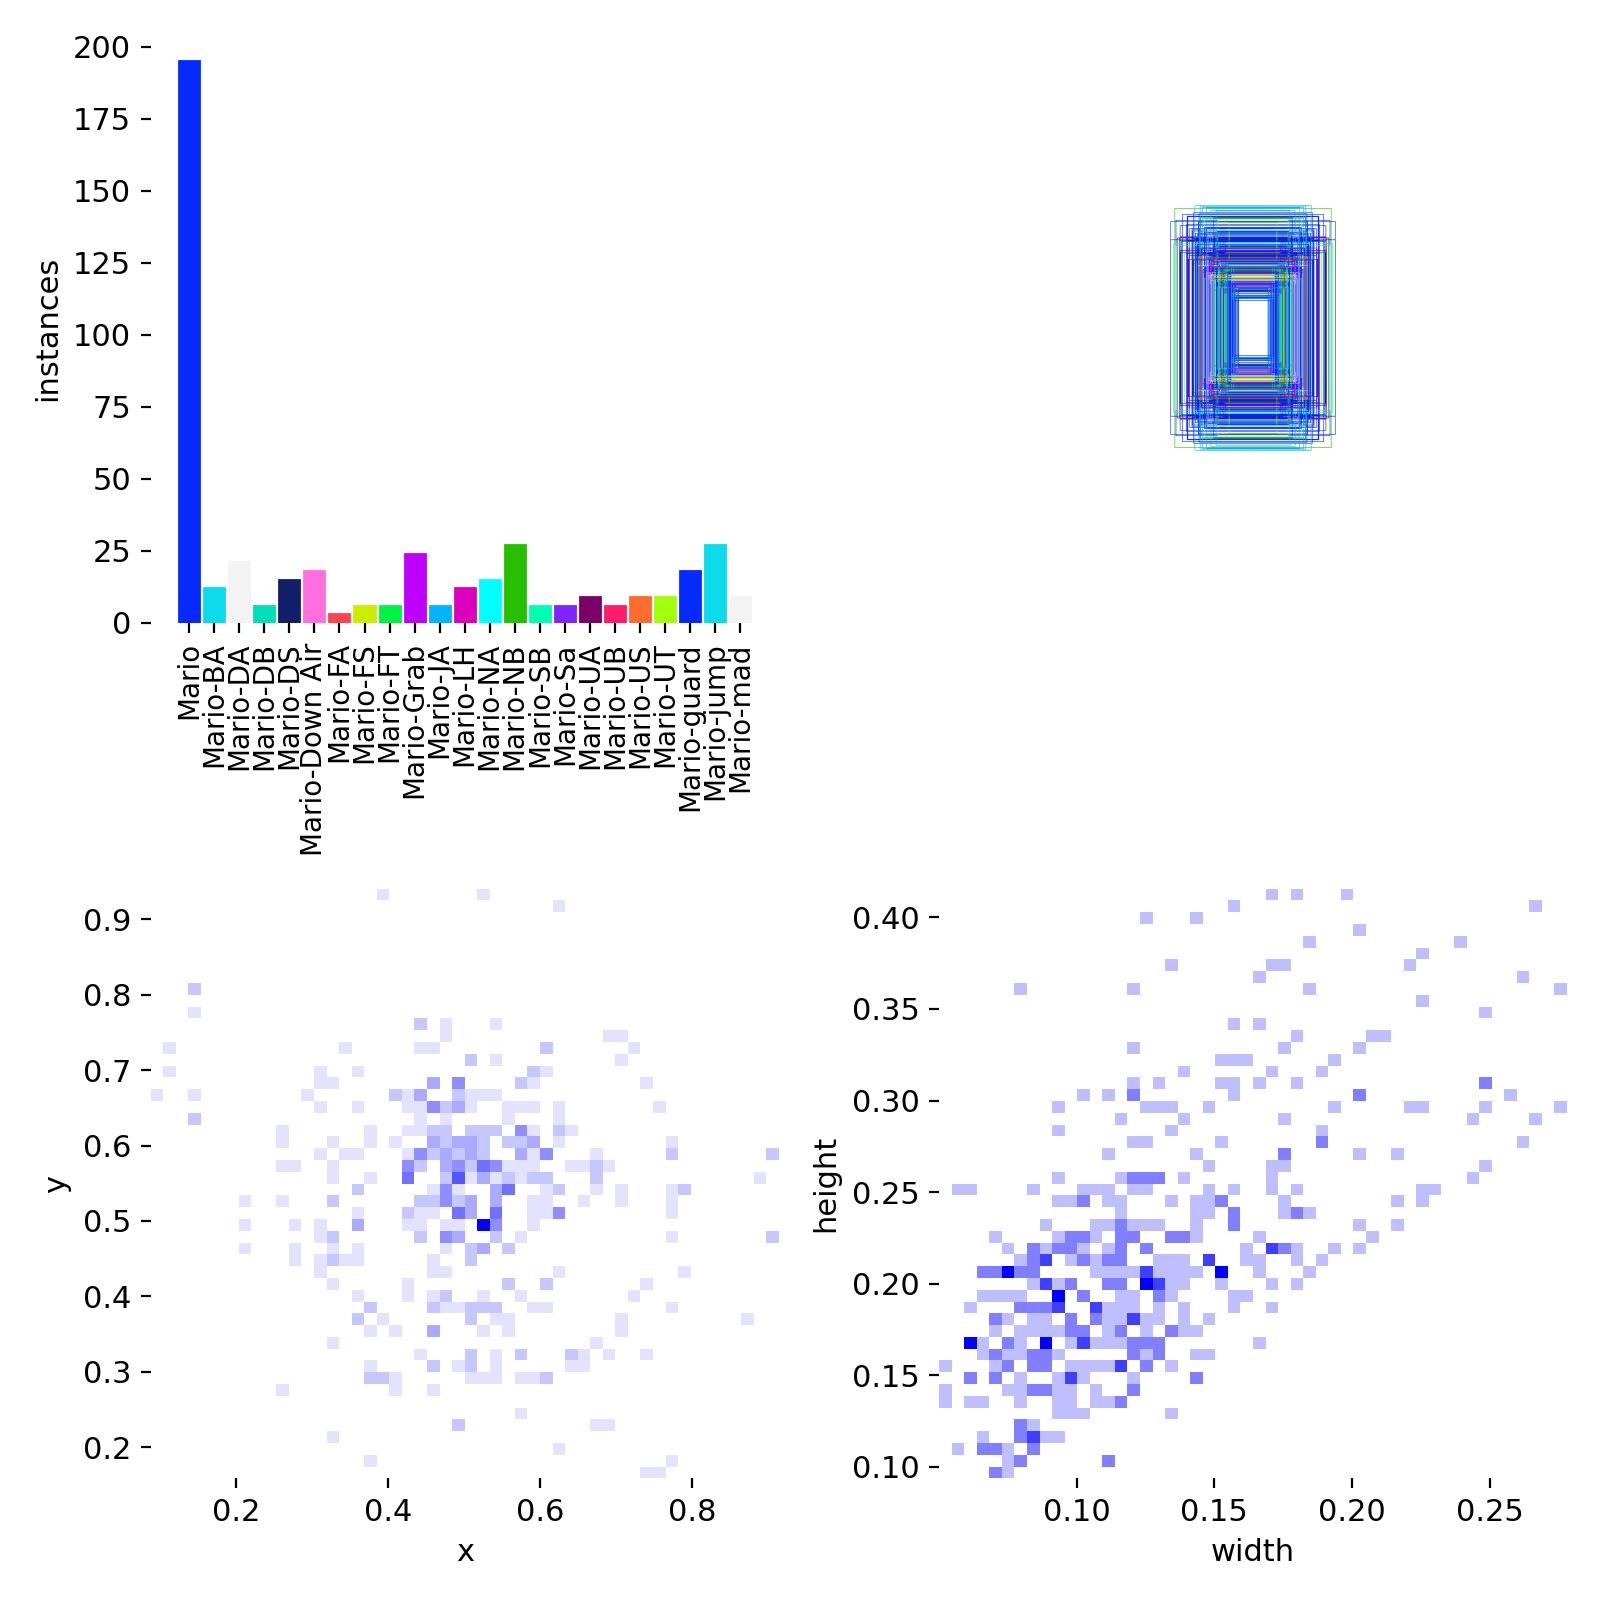 200
175
150
125
100
75
50
25
0
instances
Mario
Mario-BA
Mario-DA
Mario-DB
Mario-DS
Mario-Down Air
Mario-FA
Mario-FS
Mario-FT
Mario-Grab
Mario-JA
Mario-LH
Mario-NA
Mario-NB
Mario-SB
Mario-Sa
Mario-UA
Mario-UB
Mario-US
Mario-UT
Mario-guard
Mario-jump
Mario-mad
0.9
0.8
0.7
0.6
0.5
0.4
0.3
0.2
y
0.2 0.4 0.6 0.8
x
0.40
0.35
0.30
0.25
0.20
0.15
0.10
height
0.10 0.15 0.20 0.25
width